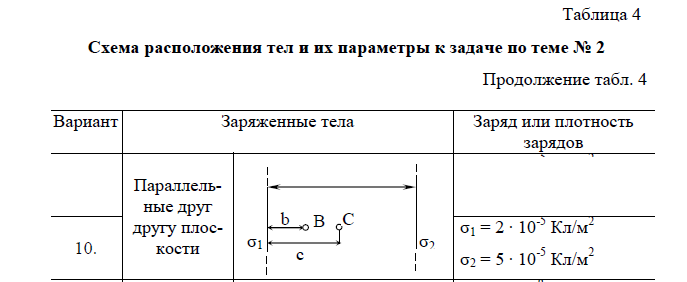 Таблица 4
Схема расположения тел и их параметры к задаче по теме № 2
Продолжение табл. 4
Вариант Заряженные тела Заряд или плотность зарядов
Параллель-
ные друг
другу плос-
кости
b B C
σ1 σ2
c
10.
σ1 = 2 · 10⁻⁵ Кл/м²
σ2 = 5 · 10⁻⁵ Кл/м²